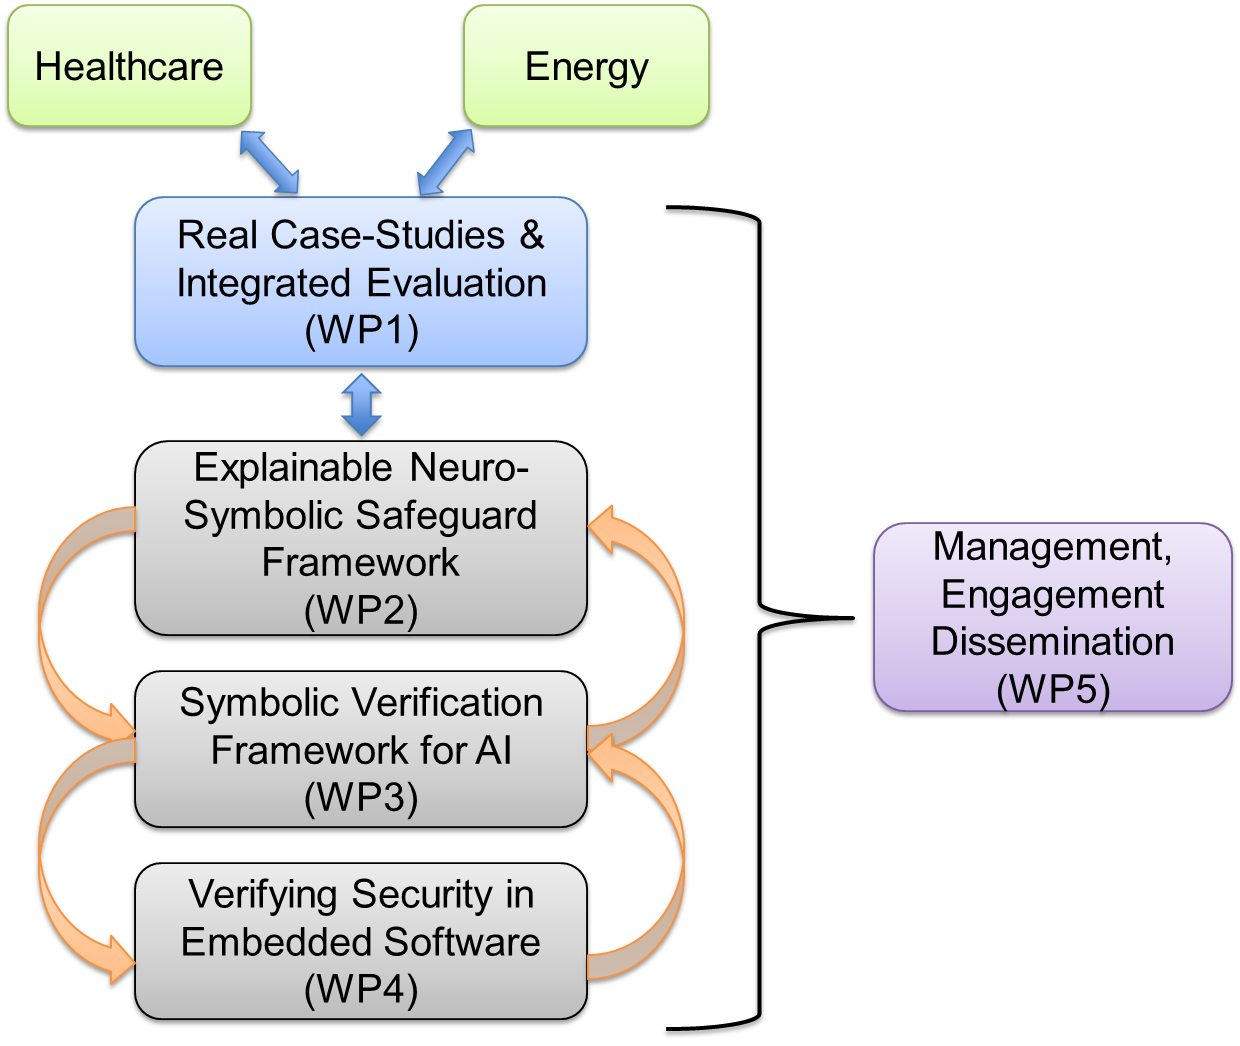 Healthcare
Energy
Real Case-Studies &
Integrated Evaluation
(WP1)
Explainable Neuro-
Symbolic Safeguard
Framework
(WP2)
Symbolic Verification
Framework for AI
(WP3)
Verifying Security in
Embedded Software
(WP4)
Management,
Engagement
Dissemination
(WP5)